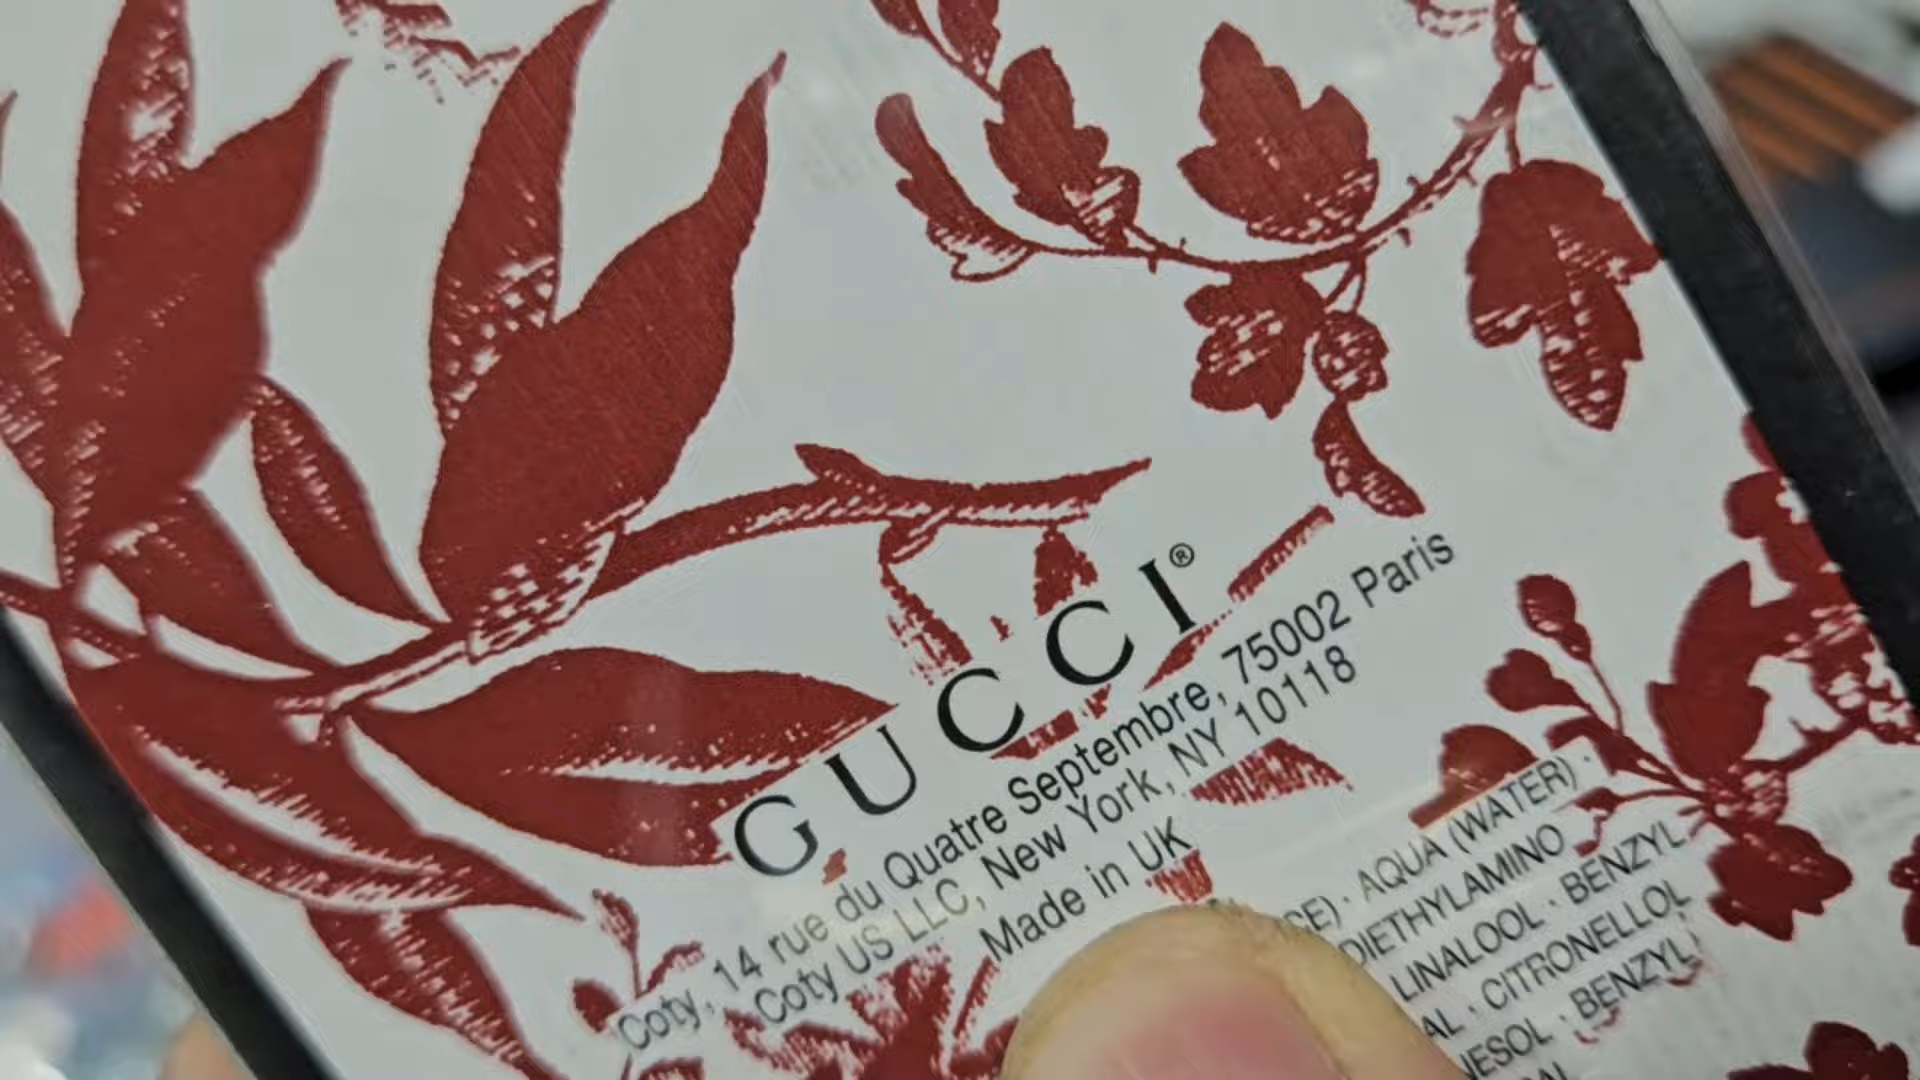 GUCCI®
Coty, 14 rue du Quatre Septembre, 75002 Paris
Coty US LLC, New York, NY 10118
Made in UK
AQUA (WATER) ·
DIETHYLAMINO
LINALOOL · BENZYL
· CITRONELLOL
· BENZYL